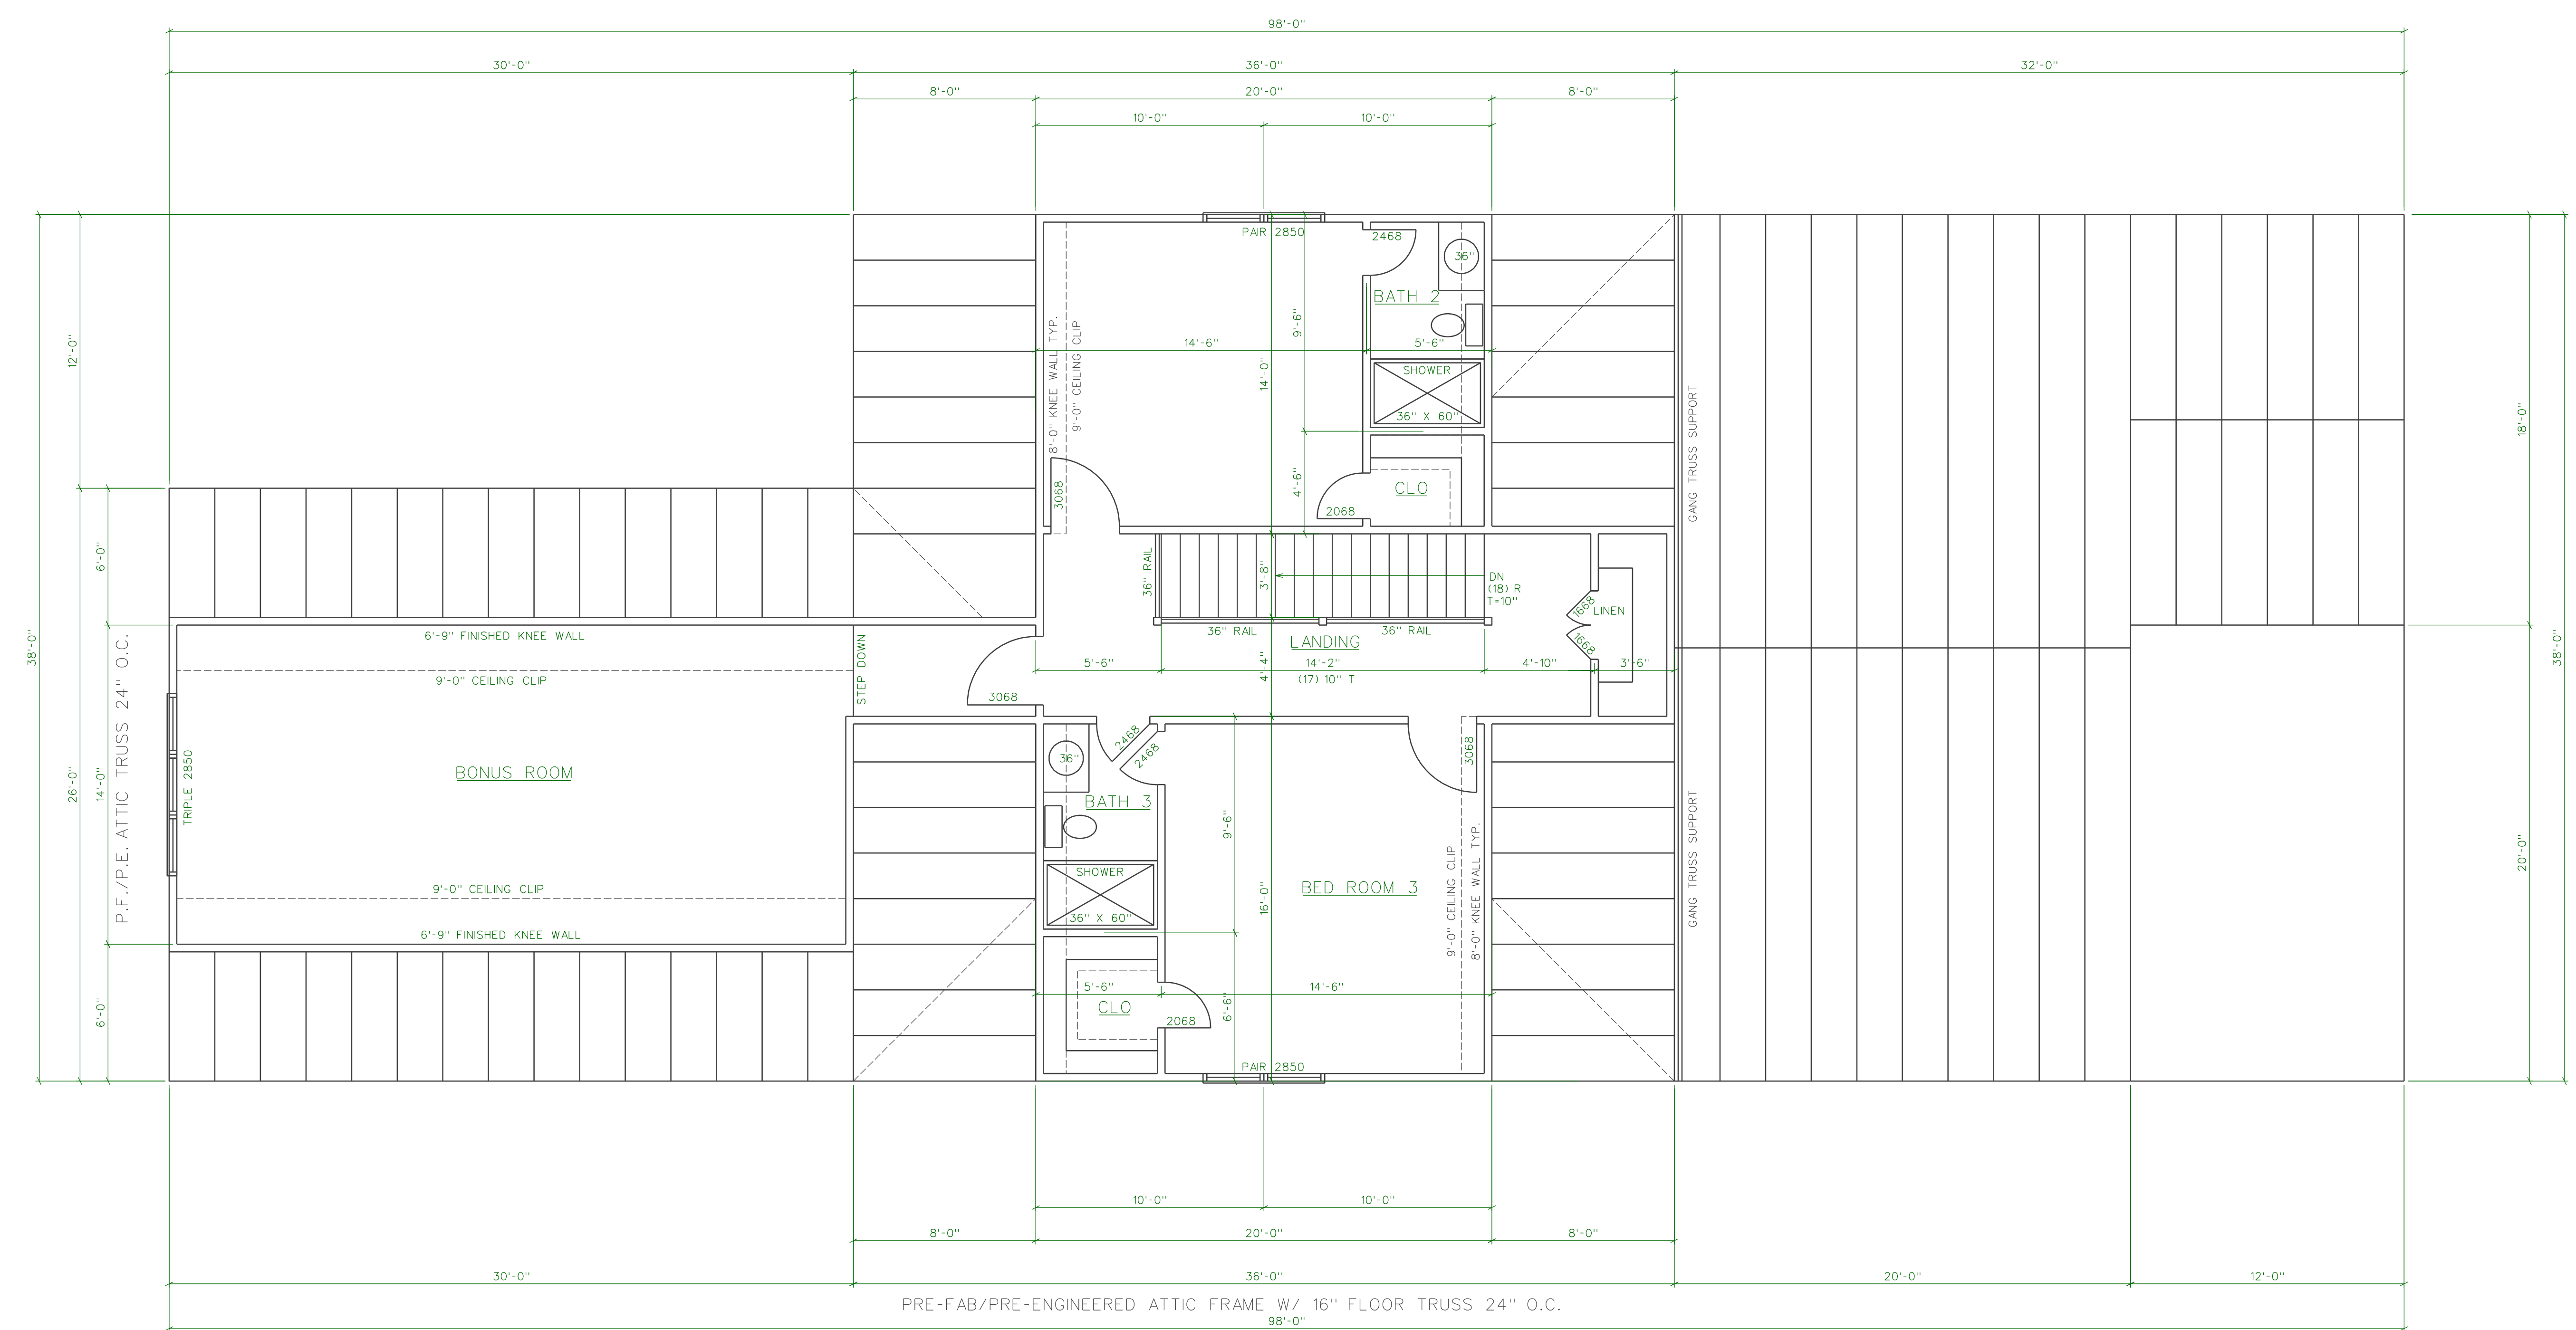 98'-0"
30'-0"
36'-0"
32'-0"
8'-0"
20'-0"
8'-0"
10'-0"
10'-0"
PAIR 2850
2468
36"
BATH 2
8'-0" KNEE WALL TYP.
9'-0" CEILING CLIP
14'-6"
9'-6"
5'-6"
14'-0"
SHOWER
36" X 60"
12'-0"
18'-0"
GANG TRUSS SUPPORT
3068
4'-6"
CLO
2068
6'-0"
36" RAIL
3'-8"
DN
(18) R
T=10"
1668
LINEN
1668
38'-0"
38'-0"
6'-9" FINISHED KNEE WALL
STEP DOWN
36" RAIL
36" RAIL
LANDING
5'-6"
4'-4"
14'-2"
4'-10"
3'-6"
(17) 10" T
9'-0" CEILING CLIP
3068
P.F./P.E. ATTIC TRUSS 24" O.C.
26'-0"
14'-0"
TRIPLE 2850
BONUS ROOM
36"
2468
2468
3068
BATH 3
9'-6"
20'-0"
SHOWER
36" X 60"
16'-0"
BED ROOM 3
9'-0" CEILING CLIP
8'-0" KNEE WALL TYP.
GANG TRUSS SUPPORT
9'-0" CEILING CLIP
6'-9" FINISHED KNEE WALL
6'-0"
5'-6"
14'-6"
CLO
6'-6"
2068
PAIR 2850
10'-0"
10'-0"
8'-0"
20'-0"
8'-0"
30'-0"
36'-0"
20'-0"
12'-0"
PRE-FAB/PRE-ENGINEERED ATTIC FRAME W/ 16" FLOOR TRUSS 24" O.C.
98'-0"